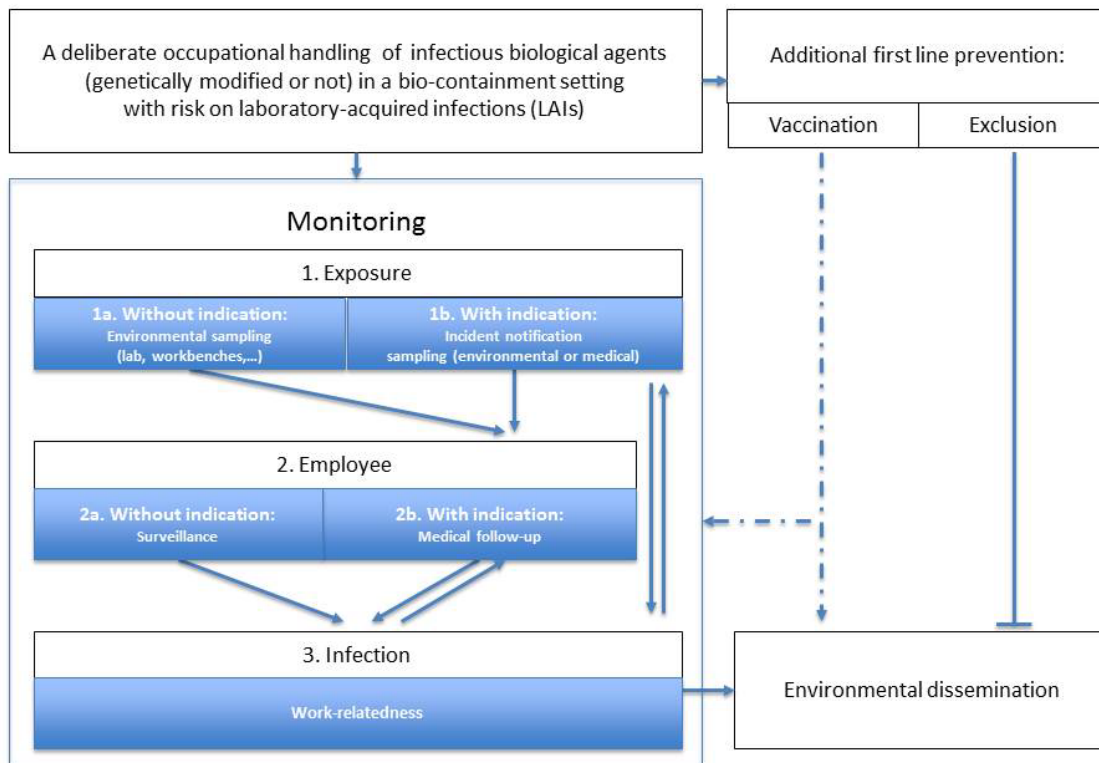 A deliberate occupational handling of infectious biological agents
(genetically modified or not) in a bio-containment setting
with risk on laboratory-acquired infections (LAIs)
Additional first line prevention:
Vaccination
Exclusion
Monitoring
1. Exposure
1a. Without indication:
Environmental sampling
(lab, workbenches,...)
1b. With indication:
Incident notification
sampling (environmental or medical)
2. Employee
2a. Without indication:
Surveillance
2b. With indication:
Medical follow-up
3. Infection
Work-relatedness
Environmental dissemination